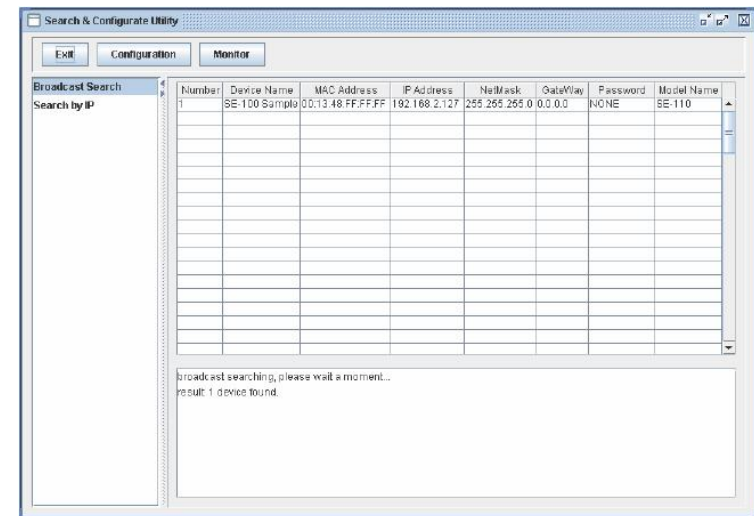 Search & Configurate Utility
Exit Configuration Monitor
Broadcast Search
Search by IP
Number Device Name MAC Address IP Address NetMask GateWay Password Model Name
1 SE-100 Sample 00:13:48:FF:FF:FF 192.168.2.127 255.255.255.0 0.0.0.0 NONE SE-110
broadcast searching, please wait a moment...
result: 1 device found.